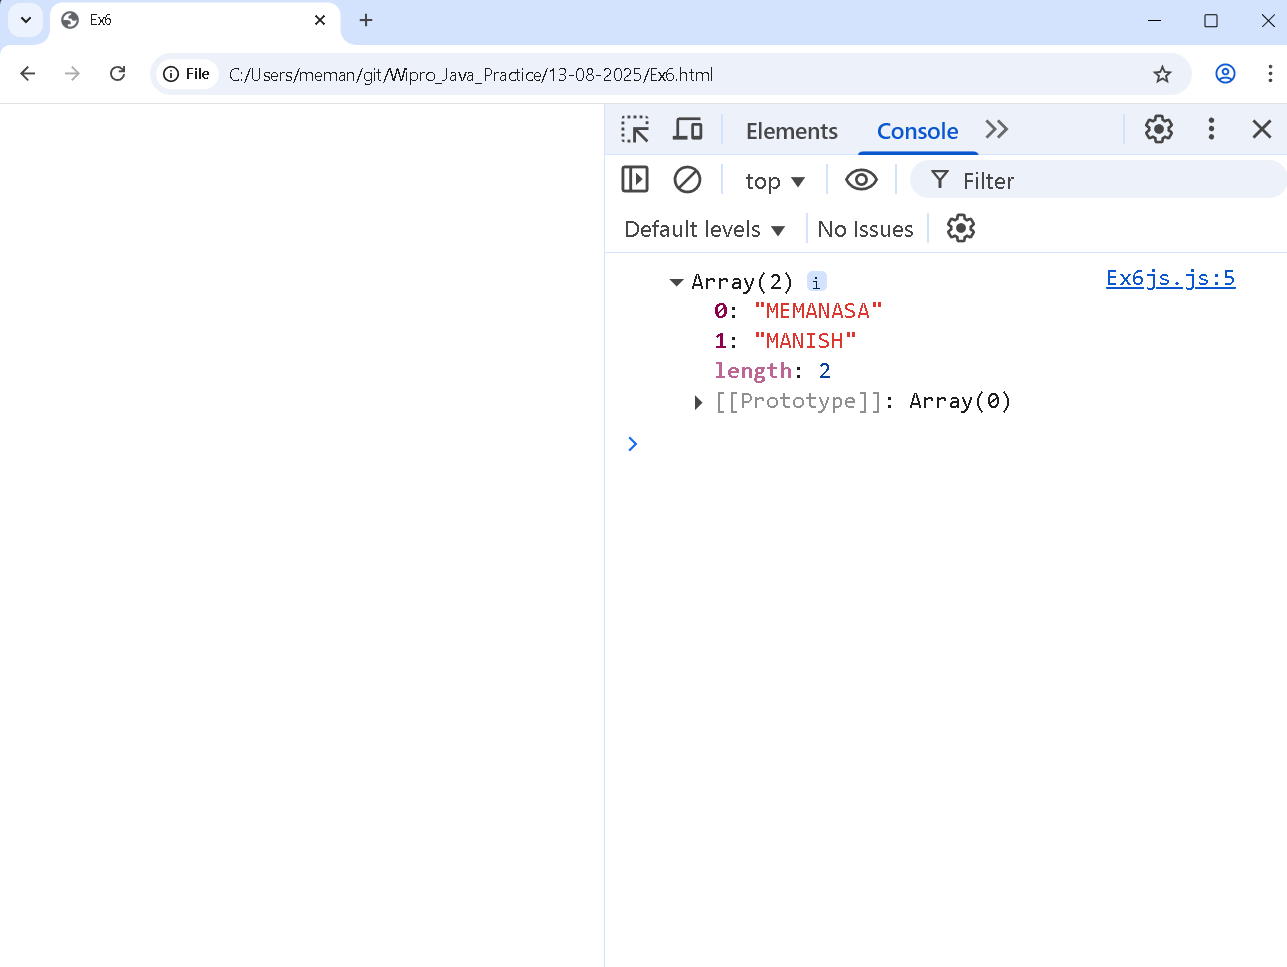 Ex6
File C:/Users/meman/git/Wipro_Java_Practice/13-08-2025/Ex6.html
Elements Console
top Filter
Default levels No Issues
Array(2) i Ex6js.js:5
0: "MEMANASA"
1: "MANISH"
length: 2
[[Prototype]]: Array(0)